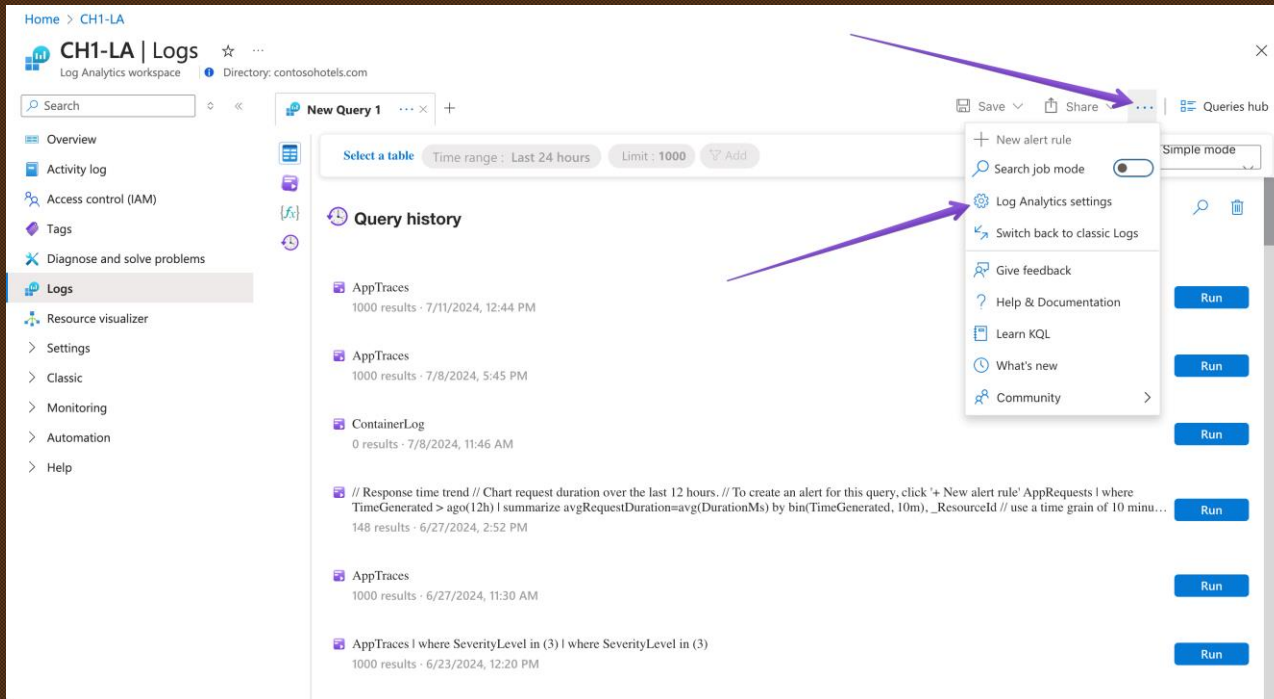 Home > CH1-LA
CH1-LA | Logs
Log Analytics workspace
Directory: contosohotels.com
Search
Overview
Activity log
Access control (IAM)
Tags
Diagnose and solve problems
Logs
Resource visualizer
Settings
Classic
Monitoring
Automation
Help
New Query 1
Save
Share
Queries hub
Select a table
Time range : Last 24 hours
Limit : 1000
Add
Simple mode
New alert rule
Search job mode
Log Analytics settings
Switch back to classic Logs
Give feedback
Help & Documentation
Learn KQL
What's new
Community
Query history
AppTraces
1000 results · 7/11/2024, 12:44 PM
Run
AppTraces
1000 results · 7/8/2024, 5:45 PM
Run
ContainerLog
0 results · 7/8/2024, 11:46 AM
Run
// Response time trend // Chart request duration over the last 12 hours. // To create an alert for this query, click '+ New alert rule' AppRequests | where
TimeGenerated > ago(12h) | summarize avgRequestDuration=avg(DurationMs) by bin(TimeGenerated, 10m), _ResourceId // use a time grain of 10 minu…
148 results · 6/27/2024, 2:52 PM
Run
AppTraces
1000 results · 6/27/2024, 11:30 AM
Run
AppTraces | where SeverityLevel in (3) | where SeverityLevel in (3)
1000 results · 6/23/2024, 12:20 PM
Run